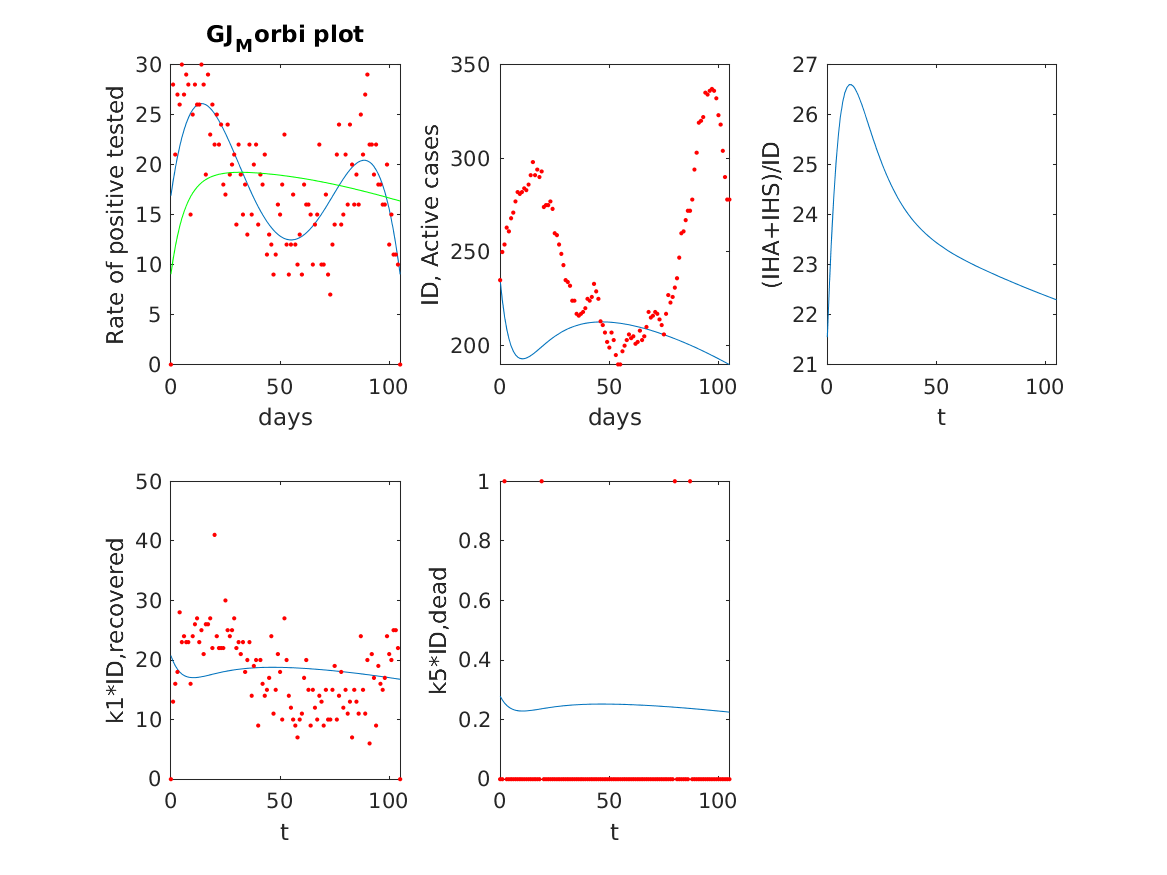 GJMorbi plot
30
25
20
15
10
5
0
Rate of positive tested
0 50 100
days
350
300
250
200
ID, Active cases
0 50 100
days
27
26
25
24
23
22
21
(IHA+IHS)/ID
0 50 100
t
50
40
30
20
10
0
k1*ID,recovered
0 50 100
t
1
0.8
0.6
0.4
0.2
0
k5*ID,dead
0 50 100
t